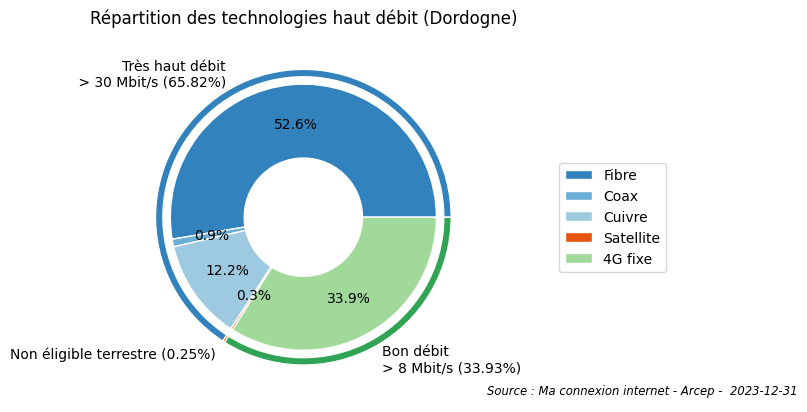 Répartition des technologies haut débit (Dordogne)
Très haut débit
> 30 Mbit/s (65.82%)
52.6%
0.9%
12.2%
0.3%
33.9%
Non éligible terrestre (0.25%)
Bon débit
> 8 Mbit/s (33.93%)
Fibre
Coax
Cuivre
Satellite
4G fixe
Source : Ma connexion internet - Arcep -  2023-12-31